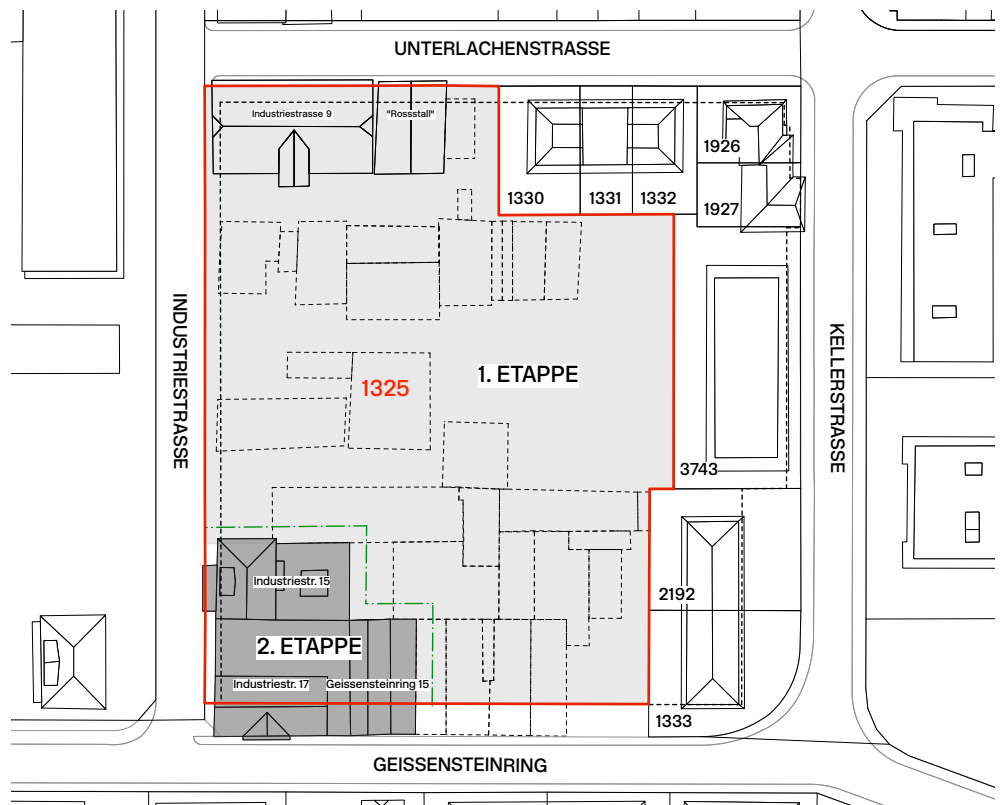 UNTERLACHENSTRASSE
Industriestrasse 9
"Rossstall"
1926
1330
1331
1332
1927
INDUSTRIESTRASSE
KELLERSTRASSE
1. ETAPPE
1325
3743
Industriestr. 15
2192
2. ETAPPE
Industriestr. 17
Geissensteinring 15
1333
GEISSENSTEINRING